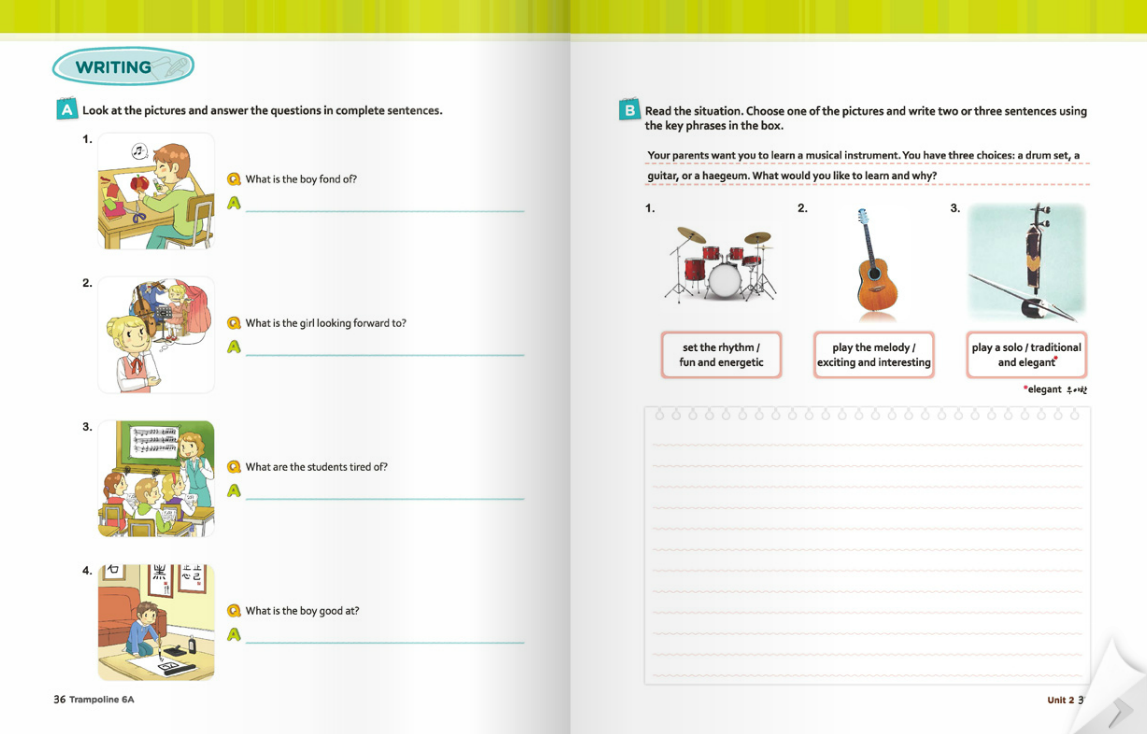 WRITING
A Look at the pictures and answer the questions in complete sentences.
1.
Q What is the boy fond of?
A
2.
Q What is the girl looking forward to?
A
3.
Q What are the students tired of?
A
4.
Q What is the boy good at?
A
36 Trampoline 6A
B Read the situation. Choose one of the pictures and write two or three sentences using
the key phrases in the box.
Your parents want you to learn a musical instrument. You have three choices: a drum set, a
guitar, or a haegeum. What would you like to learn and why?
1.
2.
3.
set the rhythm /
fun and energetic
play the melody /
exciting and interesting
play a solo / traditional
and elegant*
*elegant 우아한
Unit 2 3